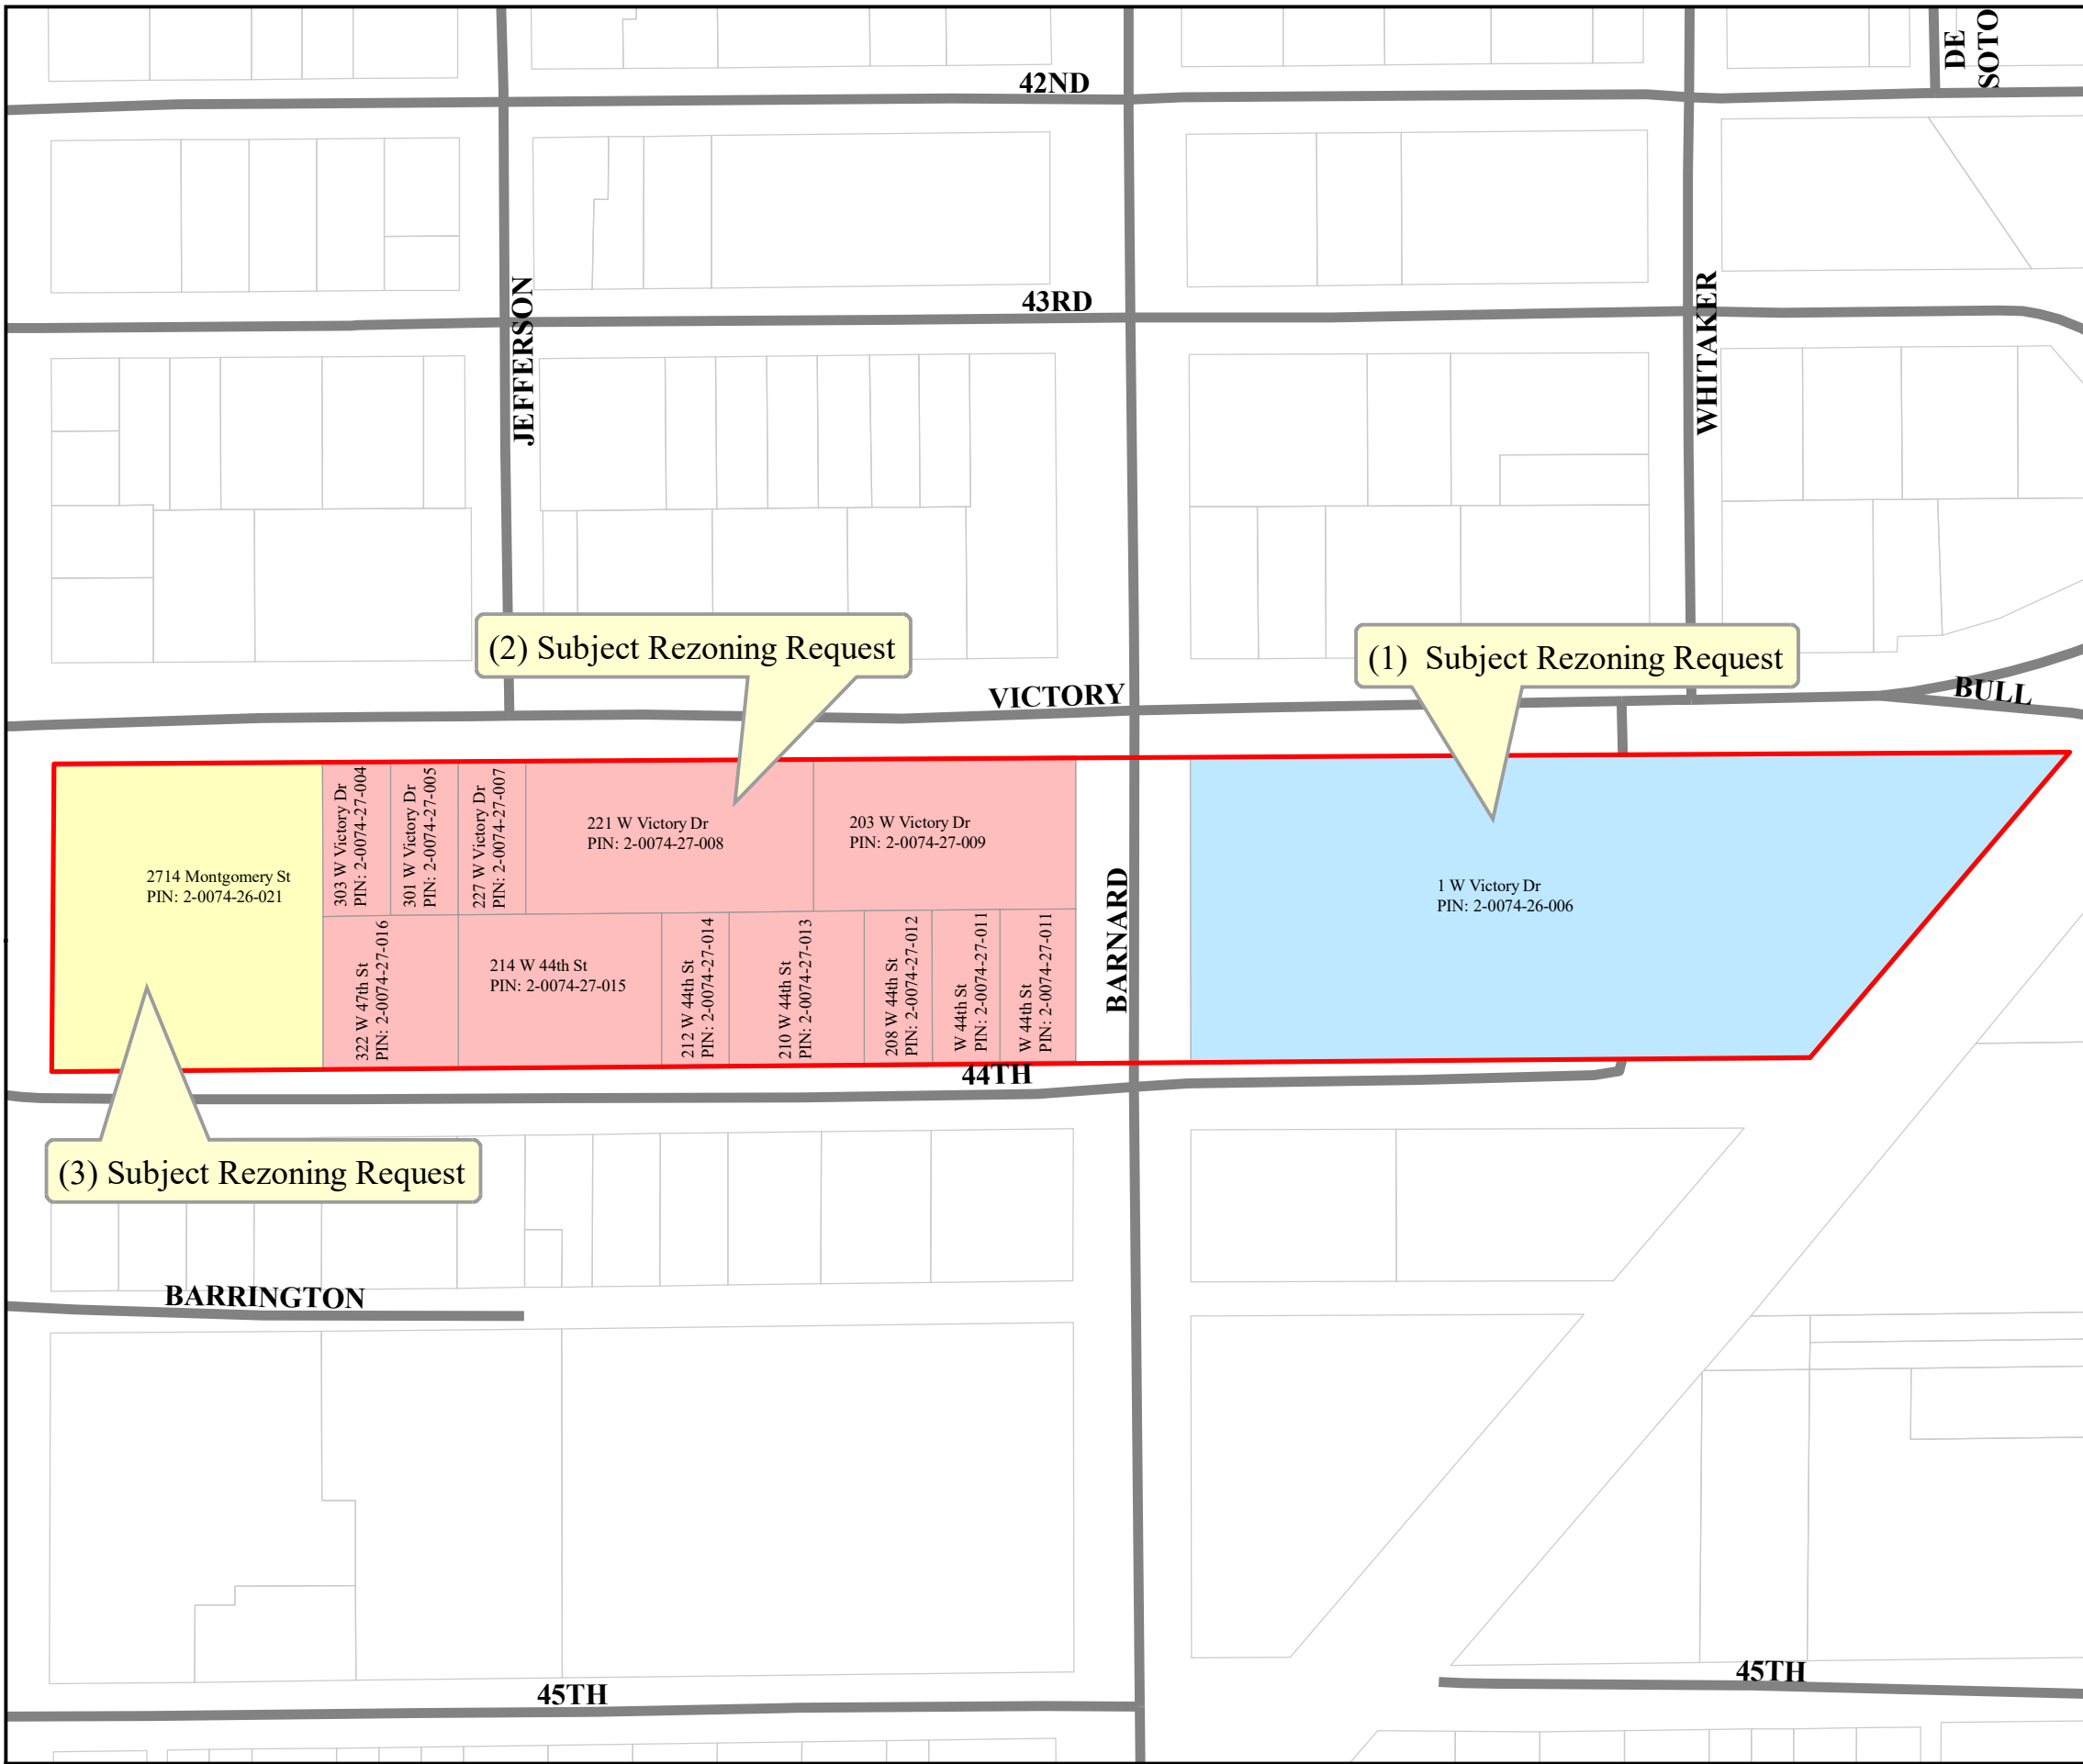 DE
SOTO
42ND
43RD
JEFFERSON
WHITAKER
(2) Subject Rezoning Request
(1) Subject Rezoning Request
VICTORY
BULL
303 W Victory Dr
PIN: 2-0074-27-004
301 W Victory Dr
PIN: 2-0074-27-005
227 W Victory Dr
PIN: 2-0074-27-007
221 W Victory Dr
PIN: 2-0074-27-008
203 W Victory Dr
PIN: 2-0074-27-009
2714 Montgomery St
PIN: 2-0074-26-021
1 W Victory Dr
PIN: 2-0074-26-006
BARNARD
322 W 47th St
PIN: 2-0074-27-016
214 W 44th St
PIN: 2-0074-27-015
212 W 44th St
PIN: 2-0074-27-014
210 W 44th St
PIN: 2-0074-27-013
208 W 44th St
PIN: 2-0074-27-012
W 44th St
PIN: 2-0074-27-011
W 44th St
PIN: 2-0074-27-011
44TH
(3) Subject Rezoning Request
BARRINGTON
45TH
45TH